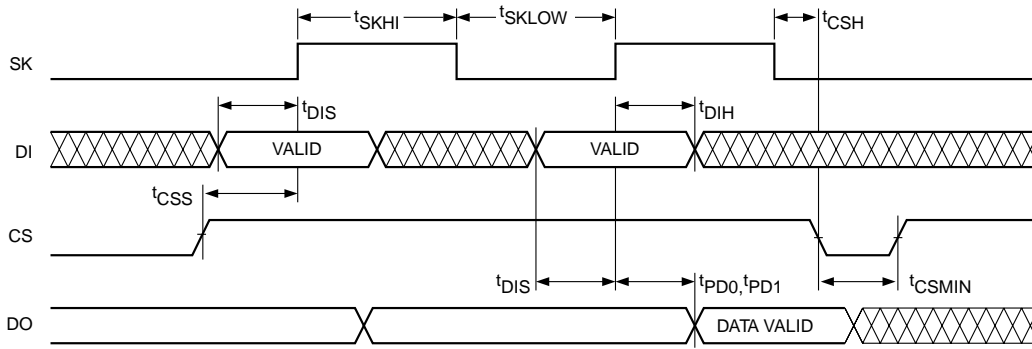 tSKHI tSKLOW tCSH
SK
tDIS tDIH
DI VALID VALID
tCSS
CS
tDIS tPD0,tPD1 tCSMIN
DO DATA VALID